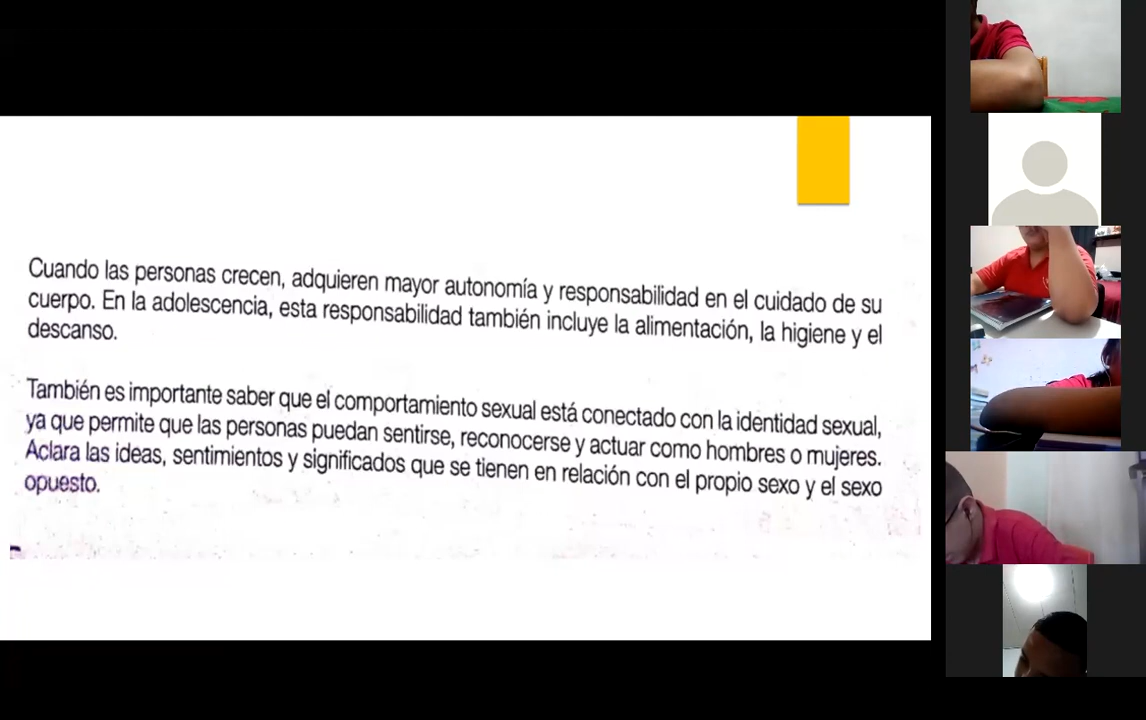 Cuando las personas crecen, adquieren mayor autonomía y responsabilidad en el cuidado de su
cuerpo. En la adolescencia, esta responsabilidad también incluye la alimentación, la higiene y el
descanso.
También es importante saber que el comportamiento sexual está conectado con la identidad sexual,
ya que permite que las personas puedan sentirse, reconocerse y actuar como hombres o mujeres.
Aclara las ideas, sentimientos y significados que se tienen en relación con el propio sexo y el sexo
opuesto.